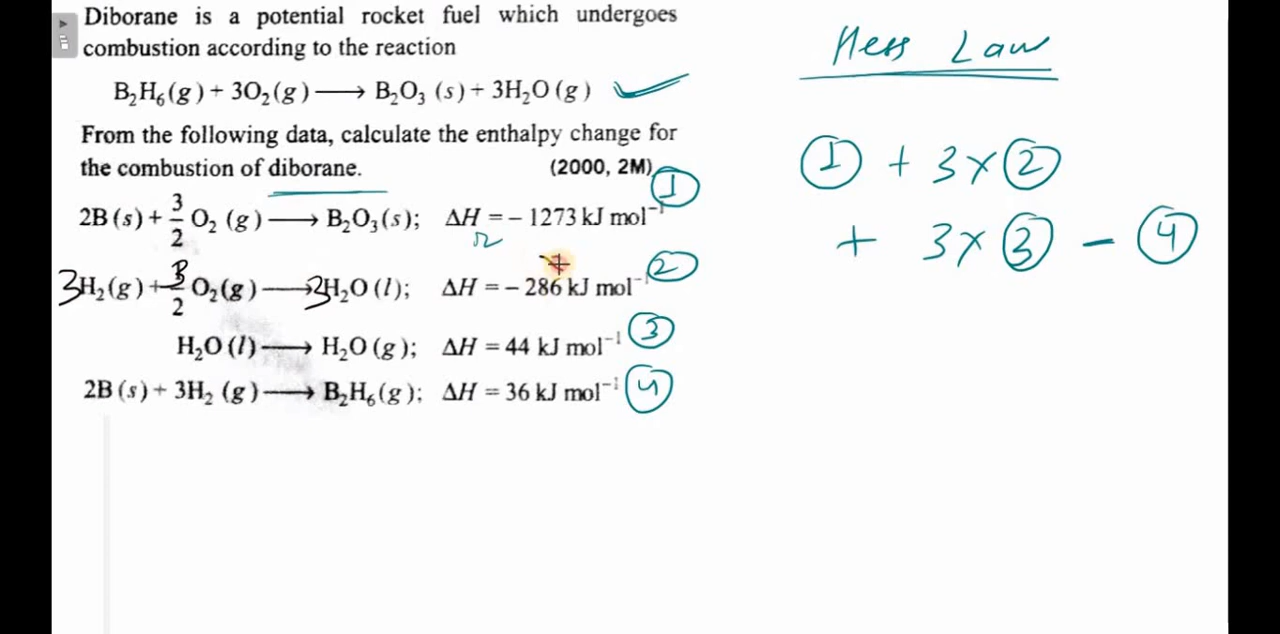 Diborane is a potential rocket fuel which undergoes
combustion according to the reaction
B₂H₆(g) + 3O₂(g) ⟶ B₂O₃ (s) + 3H₂O (g)
From the following data, calculate the enthalpy change for
the combustion of diborane. (2000, 2M)
2B (s) + 3/2 O₂ (g) ⟶ B₂O₃(s); ΔH = – 1273 kJ mol⁻¹ ①
3H₂(g) + 3/2 O₂(g) ⟶ 3H₂O (l); ΔH = – 286 kJ mol⁻¹ ②
H₂O (l) ⟶ H₂O (g); ΔH = 44 kJ mol⁻¹ ③
2B (s) + 3H₂ (g) ⟶ B₂H₆(g); ΔH = 36 kJ mol⁻¹ ④
Hess Law
① + 3 × ②
+ 3 × ③ – ④